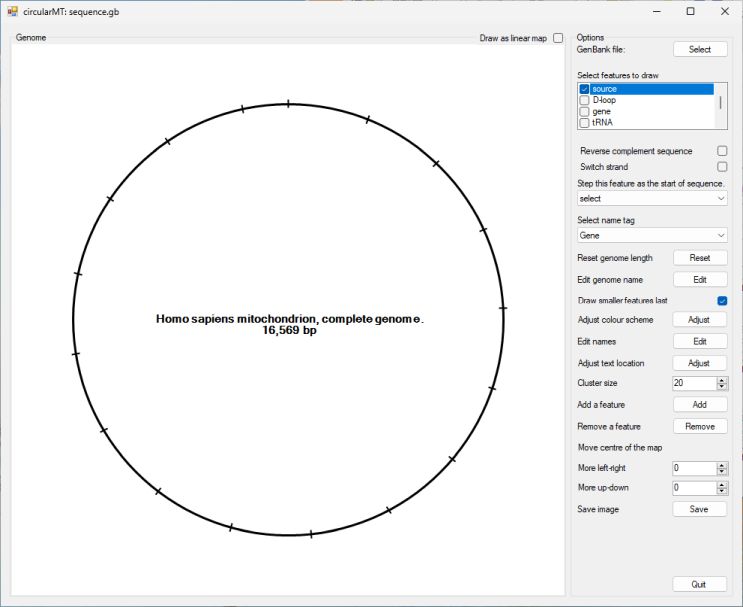 circularMT: sequence.gb
Genome
Draw as linear map
Homo sapiens mitochondrion, complete genome.
16,569 bp
Options
GenBank file:
Select
Select features to draw
source
D-loop
gene
tRNA
Reverse complement sequence
Switch strand
Step this feature as the start of sequence.
select
Select name tag
Gene
Reset genome length
Reset
Edit genome name
Edit
Draw smaller features last
Adjust colour scheme
Adjust
Edit names
Edit
Adjust text location
Adjust
Cluster size
20
Add a feature
Add
Remove a feature
Remove
Move centre of the map
More left-right
0
More up-down
0
Save image
Save
Quit